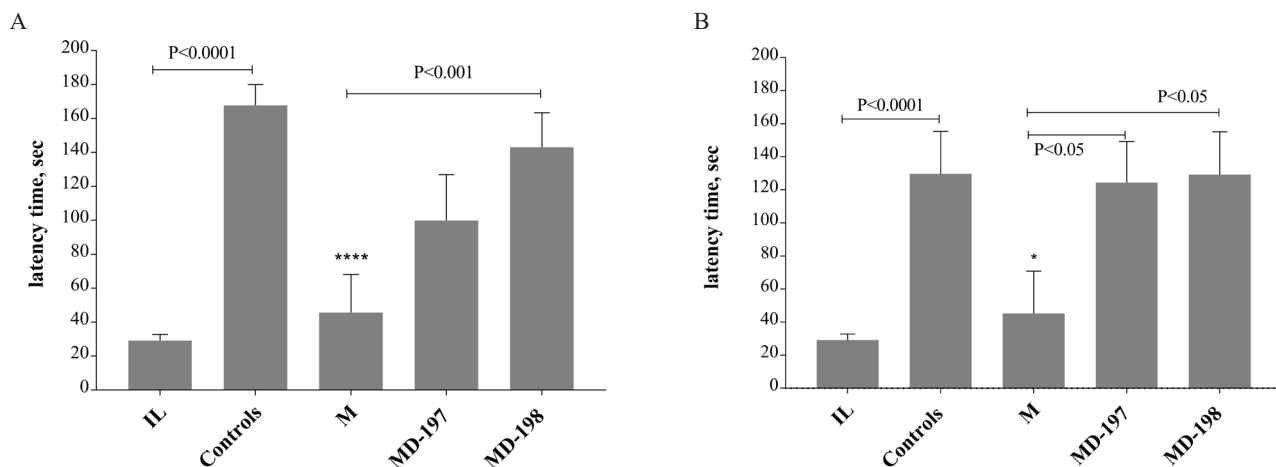 A
latency time, sec
200
180
160
140
120
100
80
60
40
20
0
P<0.0001
P<0.001
****
IL
Controls
M
MD-197
MD-198
B
latency time, sec
200
180
160
140
120
100
80
60
40
20
0
P<0.0001
P<0.05
P<0.05
*
IL
Controls
M
MD-197
MD-198